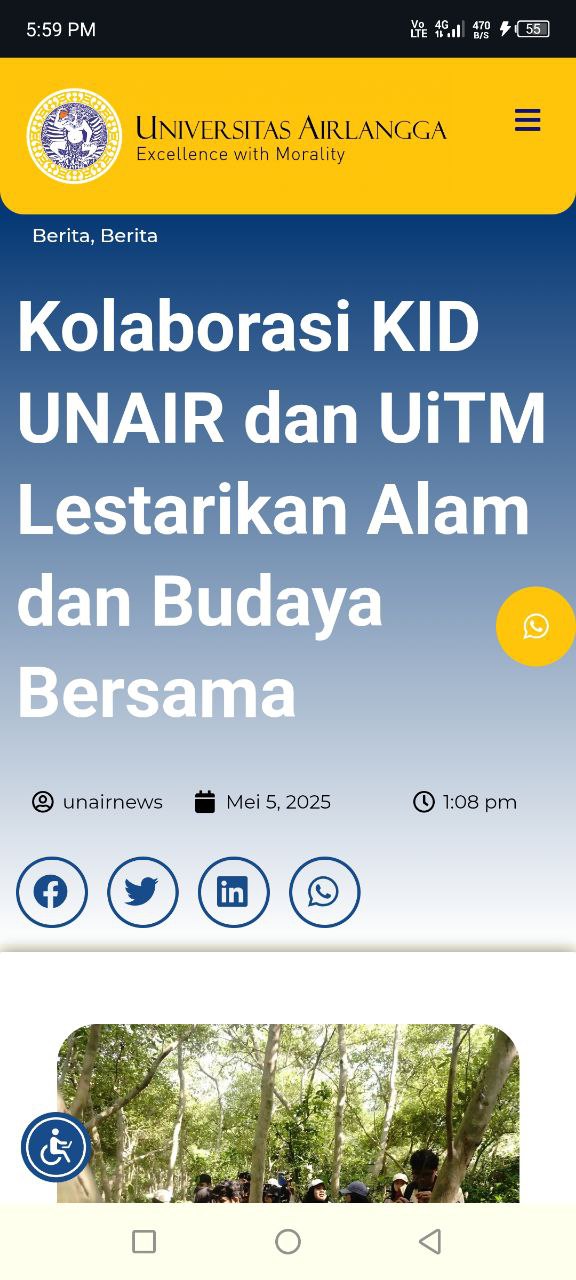 5:59 PM
Vo LTE 4G 470 B/S 55
UNIVERSITAS AIRLANGGA
Excellence with Morality
Berita, Berita
Kolaborasi KID
UNAIR dan UiTM
Lestarikan Alam
dan Budaya
Bersama
unairnews Mei 5, 2025 1:08 pm